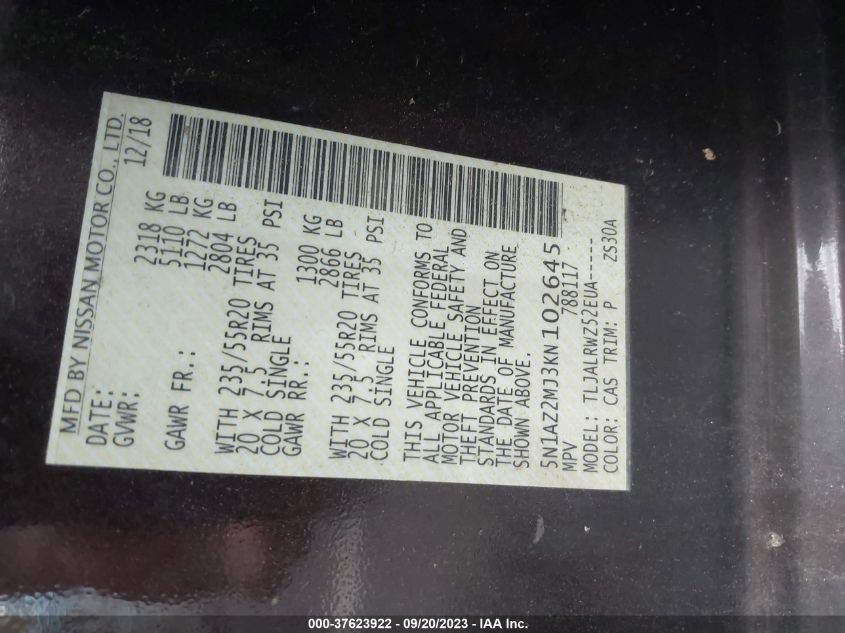 MFD BY NISSAN MOTOR CO., LTD.
DATE: 12/18
GVWR: 2318 KG
5110 LB
GAWR FR.: 1272 KG
2804 LB
WITH 235/55R20 TIRES
20 X 7.5 RIMS AT 35 PSI
COLD SINGLE
GAWR RR.: 1300 KG
2866 LB
WITH 235/55R20 TIRES
20 X 7.5 RIMS AT 35 PSI
COLD SINGLE
THIS VEHICLE CONFORMS TO
ALL APPLICABLE FEDERAL
MOTOR VEHICLE SAFETY AND
THEFT PREVENTION
STANDARDS IN EFFECT ON
THE DATE OF MANUFACTURE
SHOWN ABOVE.
5N1AZ2MJ3KN102645
MPV 788117
MODEL: TLJALRWZ52EUA-----
COLOR: CAS TRIM: P ZS30A
000-37623922 - 09/20/2023 - IAA Inc.